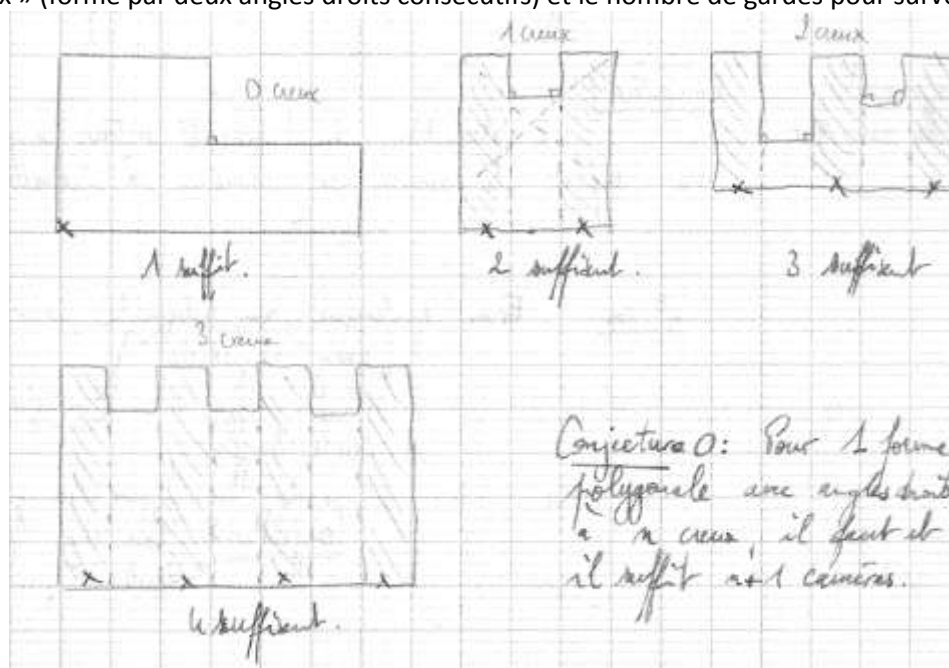 x » (formé par deux angles droits consécutifs) et le nombre de gardes pour surve
0 creux
1 creux
2 creux
1 suffit.
2 suffisent.
3 suffisent
3 creux
4 suffisent.
Conjecture 0: Pour 1 forme
polygonale avec angles droits
à n creux, il faut et
il suffit n+1 caméras.